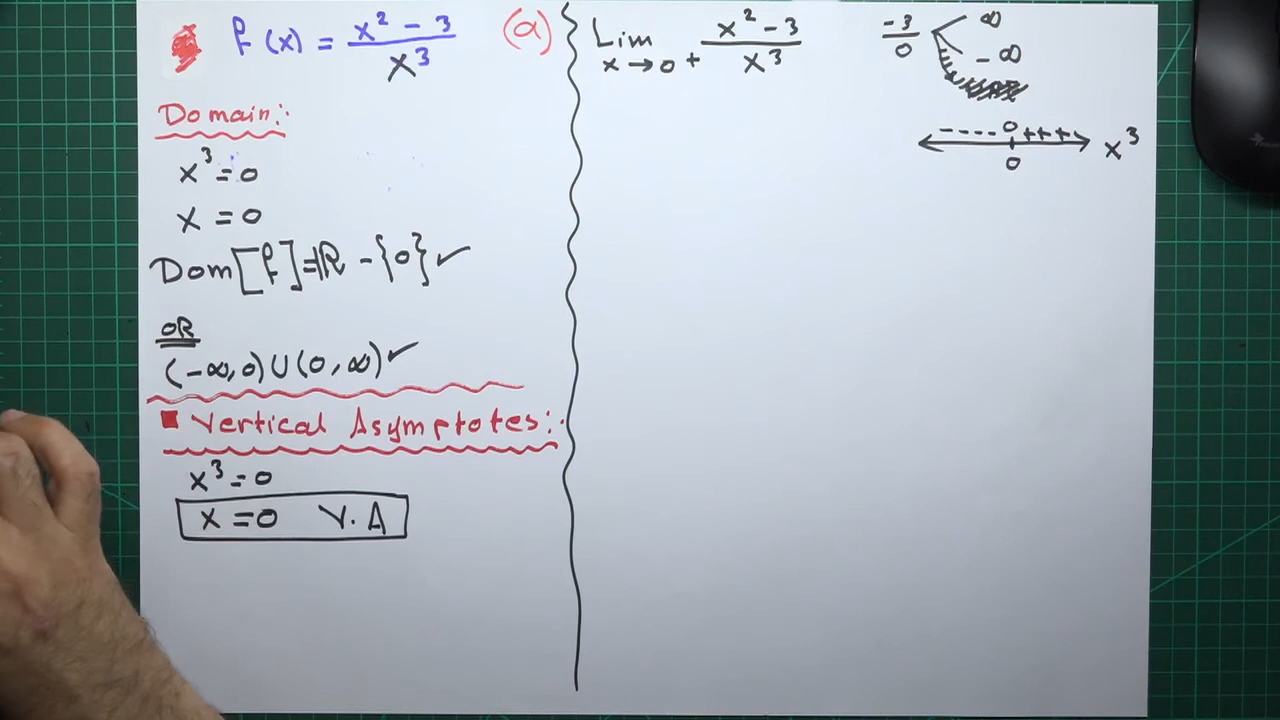 f(x) = x² - 3 / x³
(a)
Domain:
x³ = 0
x = 0
Dom[f] = ℝ - {0} ✓
OR
(-∞, 0) ∪ (0, ∞) ✓
■ Vertical Asymptotes:
x³ = 0
x = 0 V.A
Lim x → 0⁺ x² - 3 / x³
-3 / 0 < ∞
- ∞
- - - - 0 + + + +
0
x³